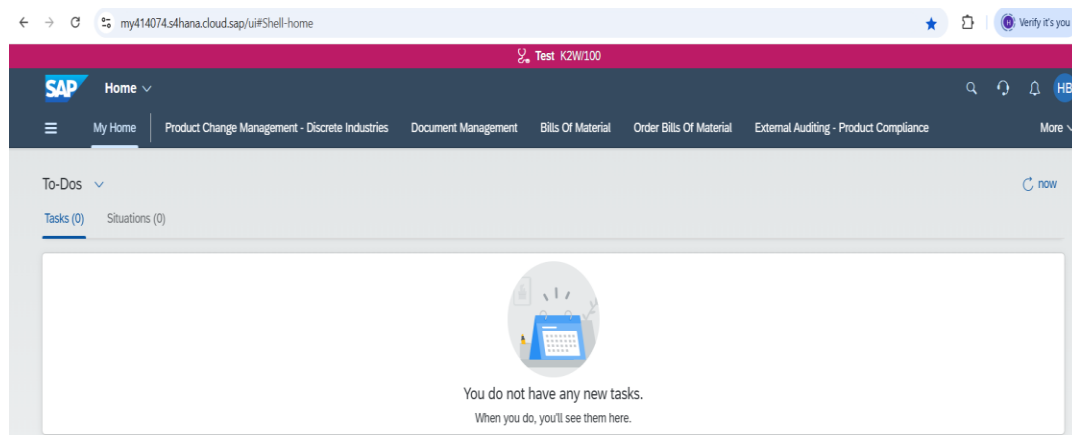 my414074.s4hana.cloud.sap/ui#Shell-home
H Verify it's you
Test K2W/100
SAP Home
HB
My Home Product Change Management - Discrete Industries Document Management Bills Of Material Order Bills Of Material External Auditing - Product Compliance More
To-Dos
now
Tasks (0) Situations (0)
You do not have any new tasks.
When you do, you'll see them here.